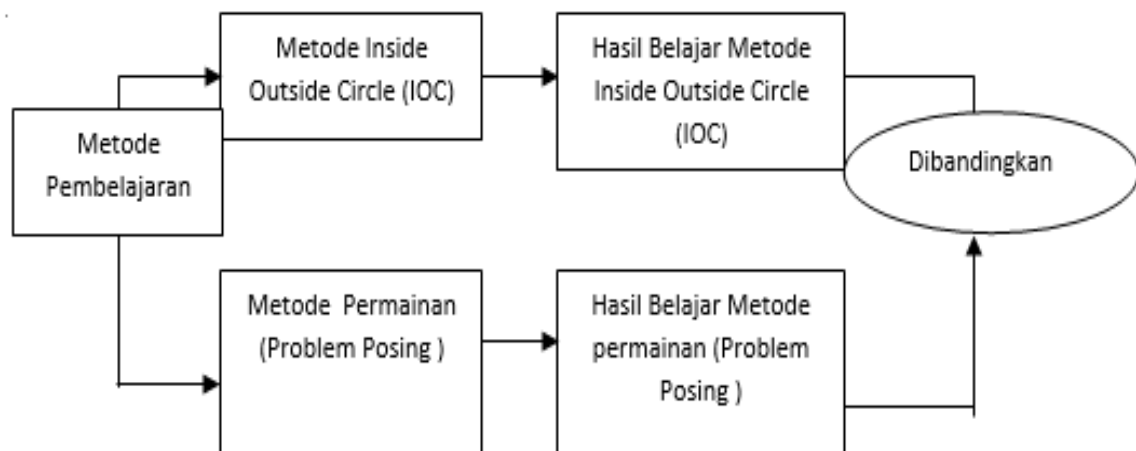 Metode
Pembelajaran
Metode Inside
Outside Circle (IOC)
Hasil Belajar Metode
Inside Outside Circle
(IOC)
Dibandingkan
Metode Permainan
(Problem Posing )
Hasil Belajar Metode
permainan (Problem
Posing )